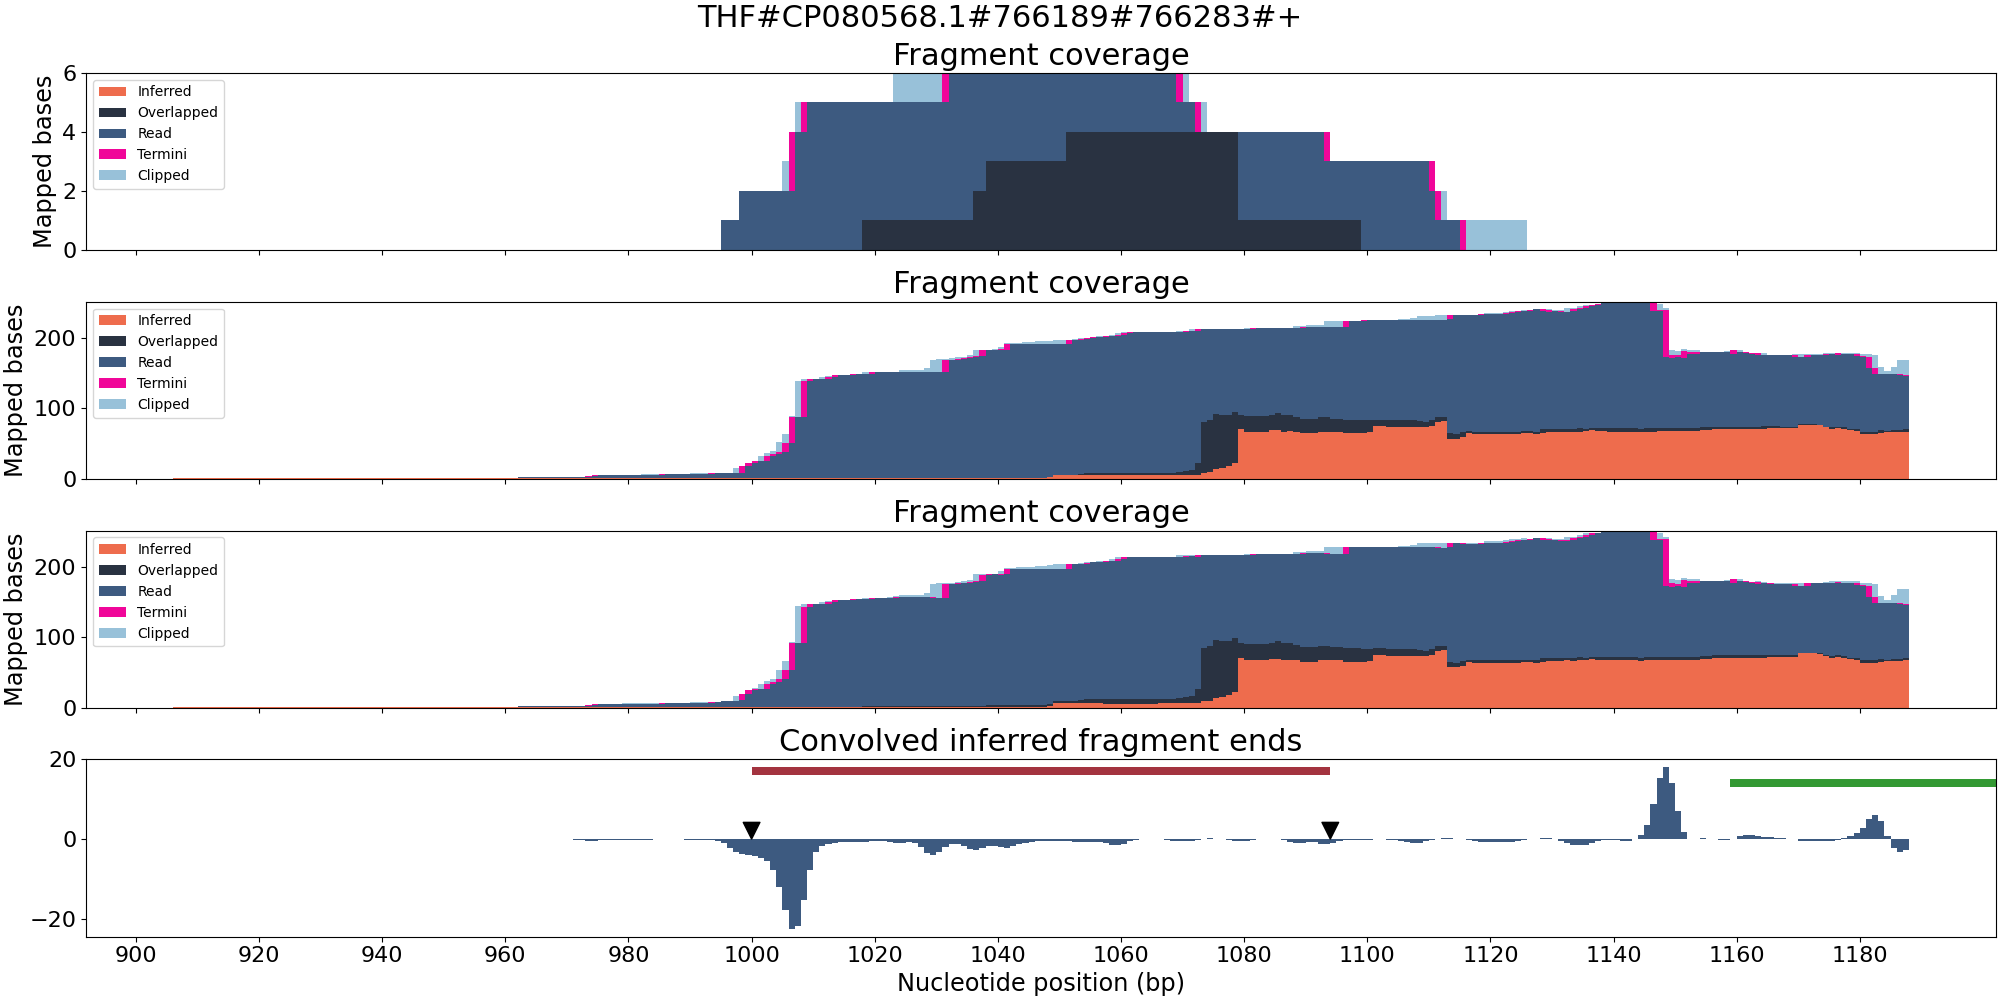 THF#CP080568.1#766189#766283#+
Fragment coverage
Mapped bases
6
4
2
0
Inferred
Overlapped
Read
Termini
Clipped
Fragment coverage
Mapped bases
200
100
0
Inferred
Overlapped
Read
Termini
Clipped
Fragment coverage
Mapped bases
200
100
0
Inferred
Overlapped
Read
Termini
Clipped
Convolved inferred fragment ends
20
0
−20
900 920 940 960 980 1000 1020 1040 1060 1080 1100 1120 1140 1160 1180
Nucleotide position (bp)